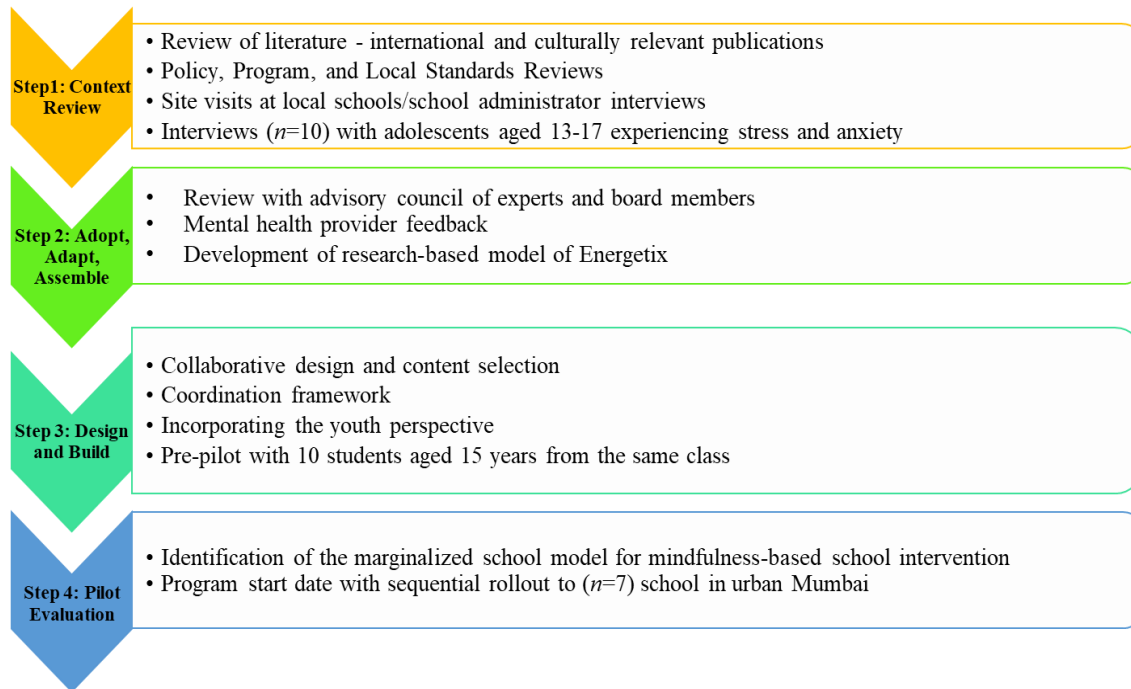 Step1: Context
Review
• Review of literature - international and culturally relevant publications
• Policy, Program, and Local Standards Reviews
• Site visits at local schools/school administrator interviews
• Interviews (n=10) with adolescents aged 13-17 experiencing stress and anxiety
Step 2: Adopt,
Adapt,
Assemble
• Review with advisory council of experts and board members
• Mental health provider feedback
• Development of research-based model of Energetix
Step 3: Design
and Build
• Collaborative design and content selection
• Coordination framework
• Incorporating the youth perspective
• Pre-pilot with 10 students aged 15 years from the same class
Step 4: Pilot
Evaluation
• Identification of the marginalized school model for mindfulness-based school intervention
• Program start date with sequential rollout to (n=7) school in urban Mumbai